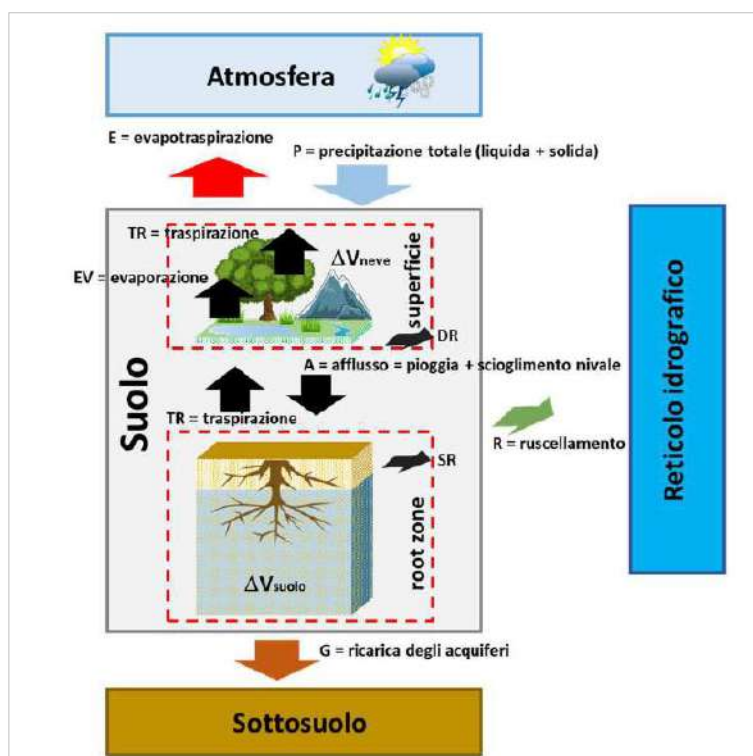 Atmosfera
E = evapotraspirazione
P = precipitazione totale (liquida + solida)
TR = traspirazione
ΔVneve
EV = evaporazione
superficie
DR
A = afflusso = pioggia + scioglimento nivale
Suolo
TR = traspirazione
R = ruscellamento
Reticolo idrografico
SR
root zone
ΔVsuolo
G = ricarica degli acquiferi
Sottosuolo